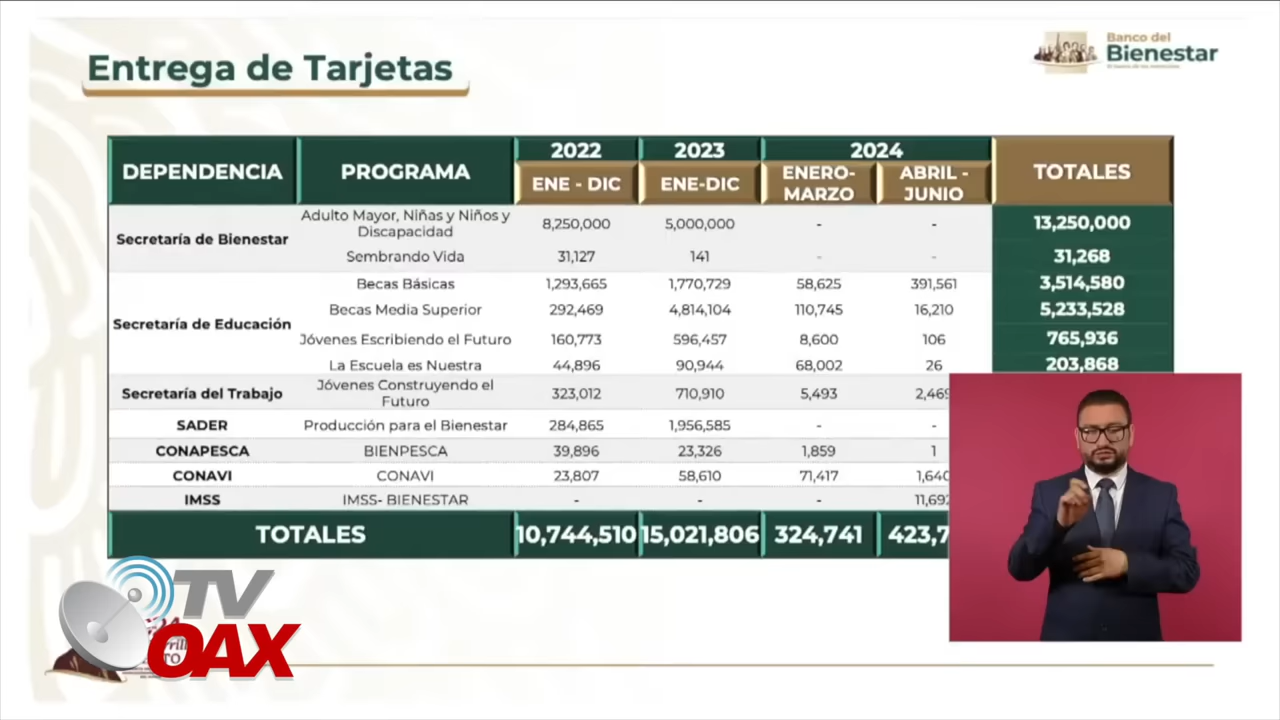 Entrega de Tarjetas
Banco del
Bienestar
DEPENDENCIA PROGRAMA 2022 2023 2024 TOTALES
ENE - DIC ENE-DIC ENERO-MARZO ABRIL - JUNIO
Secretaría de Bienestar
Adulto Mayor, Niñas y Niños y Discapacidad 8,250,000 5,000,000 - - 13,250,000
Sembrando Vida 31,127 141 - - 31,268
Secretaría de Educación
Becas Básicas 1,293,665 1,770,729 58,625 391,561 3,514,580
Becas Media Superior 292,469 4,814,104 110,745 16,210 5,233,528
Jóvenes Escribiendo el Futuro 160,773 596,457 8,600 106 765,936
La Escuela es Nuestra 44,896 90,944 68,002 26 203,868
Secretaría del Trabajo Jóvenes Construyendo el Futuro 323,012 710,910 5,493 2,469
SADER Producción para el Bienestar 284,865 1,956,585 - -
CONAPESCA BIENPESCA 39,896 23,326 1,859 1
CONAVI CONAVI 23,807 58,610 71,417 1,640
IMSS IMSS- BIENESTAR - - - 11,692
TOTALES 10,744,510 15,021,806 324,741 423,7
TV
OAX